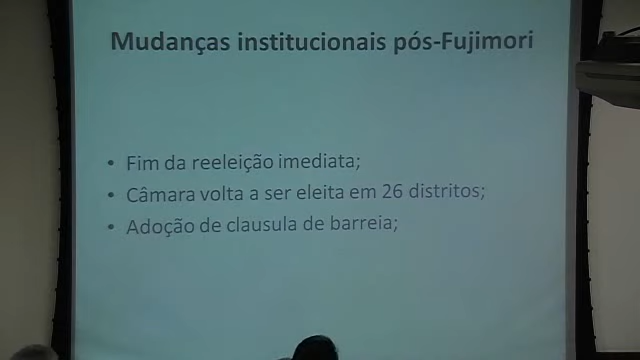 Mudanças institucionais pós-Fujimori
• Fim da reeleição imediata;
• Câmara volta a ser eleita em 26 distritos;
• Adoção de clausula de barreia;